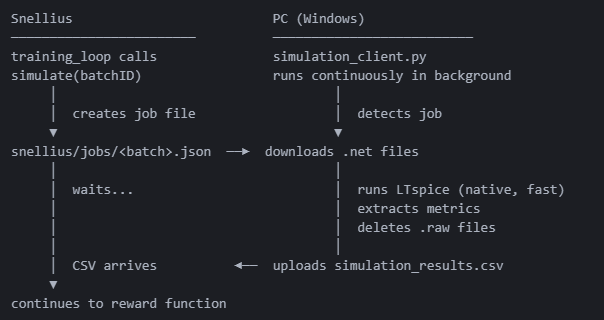 Snellius PC (Windows)
training_loop calls simulation_client.py
simulate(batchID) runs continuously in background
creates job file detects job
snellius/jobs/<batch>.json downloads .net files
waits... runs LTspice (native, fast)
extracts metrics
deletes .raw files
CSV arrives uploads simulation_results.csv
continues to reward function